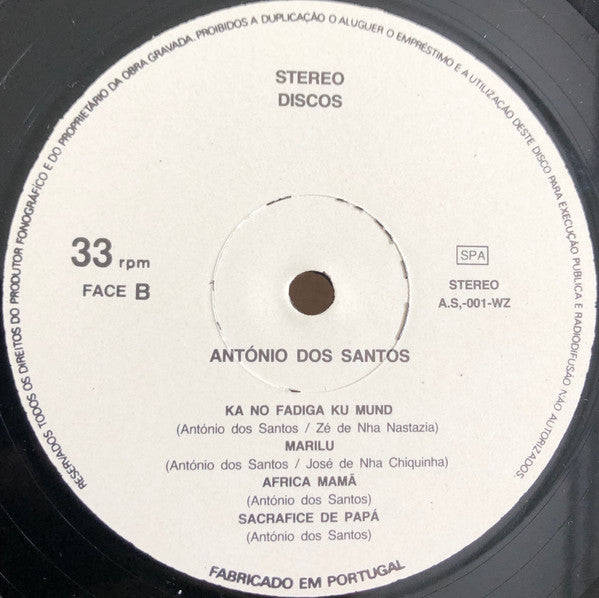 RESERVADOS TODOS OS DIREITOS DO PRODUTOR FONOGRÁFICO E DO PROPRIETÁRIO DA OBRA GRAVADA. PROIBIDOS A DUPLICAÇÃO O ALUGUER O EMPRÉSTIMO E A UTILIZAÇÃO DESTE DISCO PARA EXECUÇÃO PÚBLICA E RADIODIFUSÃO NÃO AUTORIZADOS
STEREO
DISCOS
33 rpm
FACE B
SPA
STEREO
A.S,-001-WZ
ANTÓNIO DOS SANTOS
KA NO FADIGA KU MUND
(António dos Santos / Zé de Nha Nastazia)
MARILU
(António dos Santos / José de Nha Chiquinha)
AFRICA MAMÃ
(António dos Santos)
SACRAFICE DE PAPÁ
(António dos Santos)
FABRICADO EM PORTUGAL